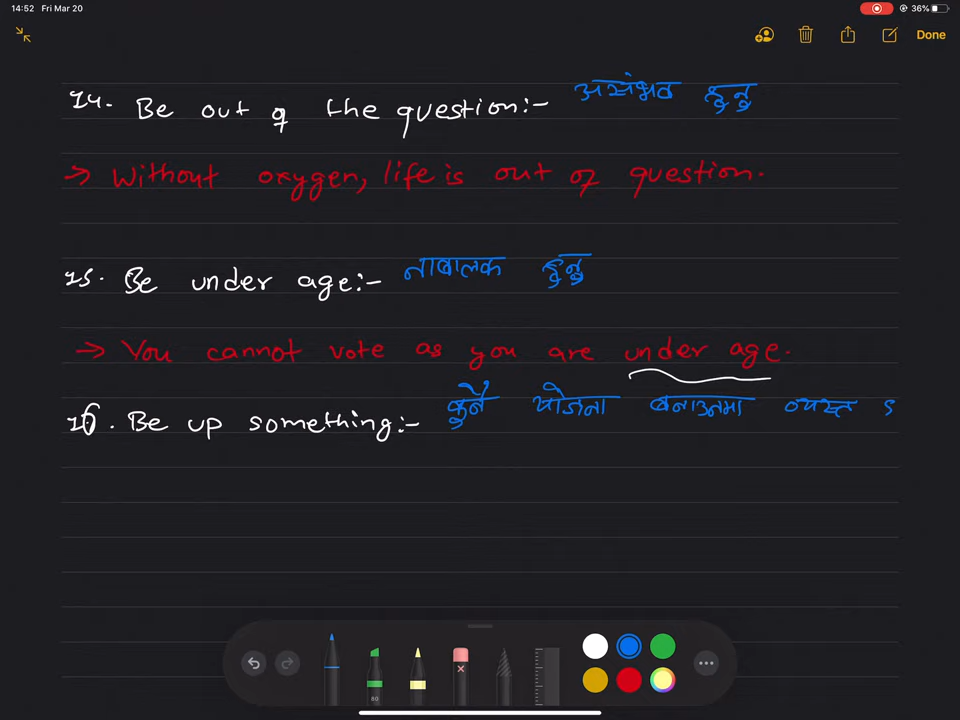 14:52 Fri Mar 20
36%
Done
14. Be out of the question:- असंभव हुनु
→ Without oxygen, life is out of question.
15. Be under age:- नाबालक हुनु
→ You cannot vote as you are under age.
16. Be up something:- कुनै योजना बनाउनमा व्यस्त
80